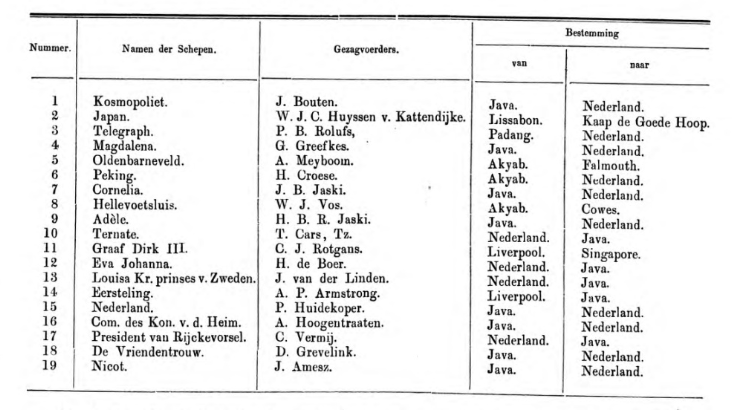 Nummer. Namen der Schepen. Gezagvoerders. Bestemming
van naar
1 Kosmopoliet. J. Bouten. Java. Nederland.
2 Japan. W. J. C. Huyssen v. Kattendijke. Lissabon. Kaap de Goede Hoop.
3 Telegraph. P. B. Rolufs, Padang. Nederland.
4 Magdalena. G. Greefkes. Java. Nederland.
5 Oldenbarneveld. A. Meyboom. Akyab. Falmouth.
6 Peking. H. Croese. Akyab. Nederland.
7 Cornelia. J. B. Jaski. Java. Nederland.
8 Hellevoetsluis. W. J. Vos. Akyab. Cowes.
9 Adèle. H. B. R. Jaski. Java. Nederland.
10 Ternate. T. Cars, Tz. Nederland. Java.
11 Graaf Dirk III. C. J. Rotgans. Liverpool. Singapore.
12 Eva Johanna. H. de Boer. Nederland. Java.
13 Louisa Kr. prinses v. Zweden. J. van der Linden. Nederland. Java.
14 Eersteling. A. P. Armstrong. Liverpool. Java.
15 Nederland. P. Huidekoper. Java. Nederland.
16 Com. des Kon. v. d. Heim. A. Hoogentraaten. Java. Nederland.
17 President van Rijckevorsel. C. Vermij. Nederland. Java.
18 De Vriendentrouw. D. Grevelink. Java. Nederland.
19 Nicot. J. Amesz. Java. Nederland.